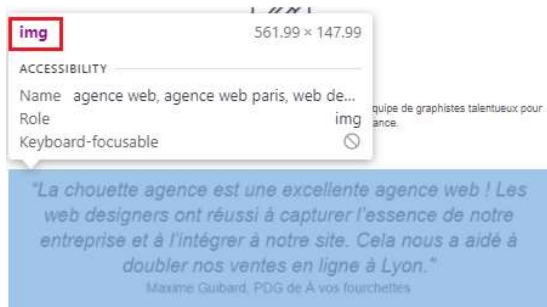 img 561.99 × 147.99
ACCESSIBILITY
Name agence web, agence web paris, web de...
Role img
Keyboard-focusable
quipe de graphistes talentueux pour
ance.
"La chouette agence est une excellente agence web ! Les
web designers ont réussi à capturer l'essence de notre
entreprise et à l'intégrer à notre site. Cela nous a aidé à
doubler nos ventes en ligne à Lyon."
Maxime Guibard, PDG de À vos fourchettes